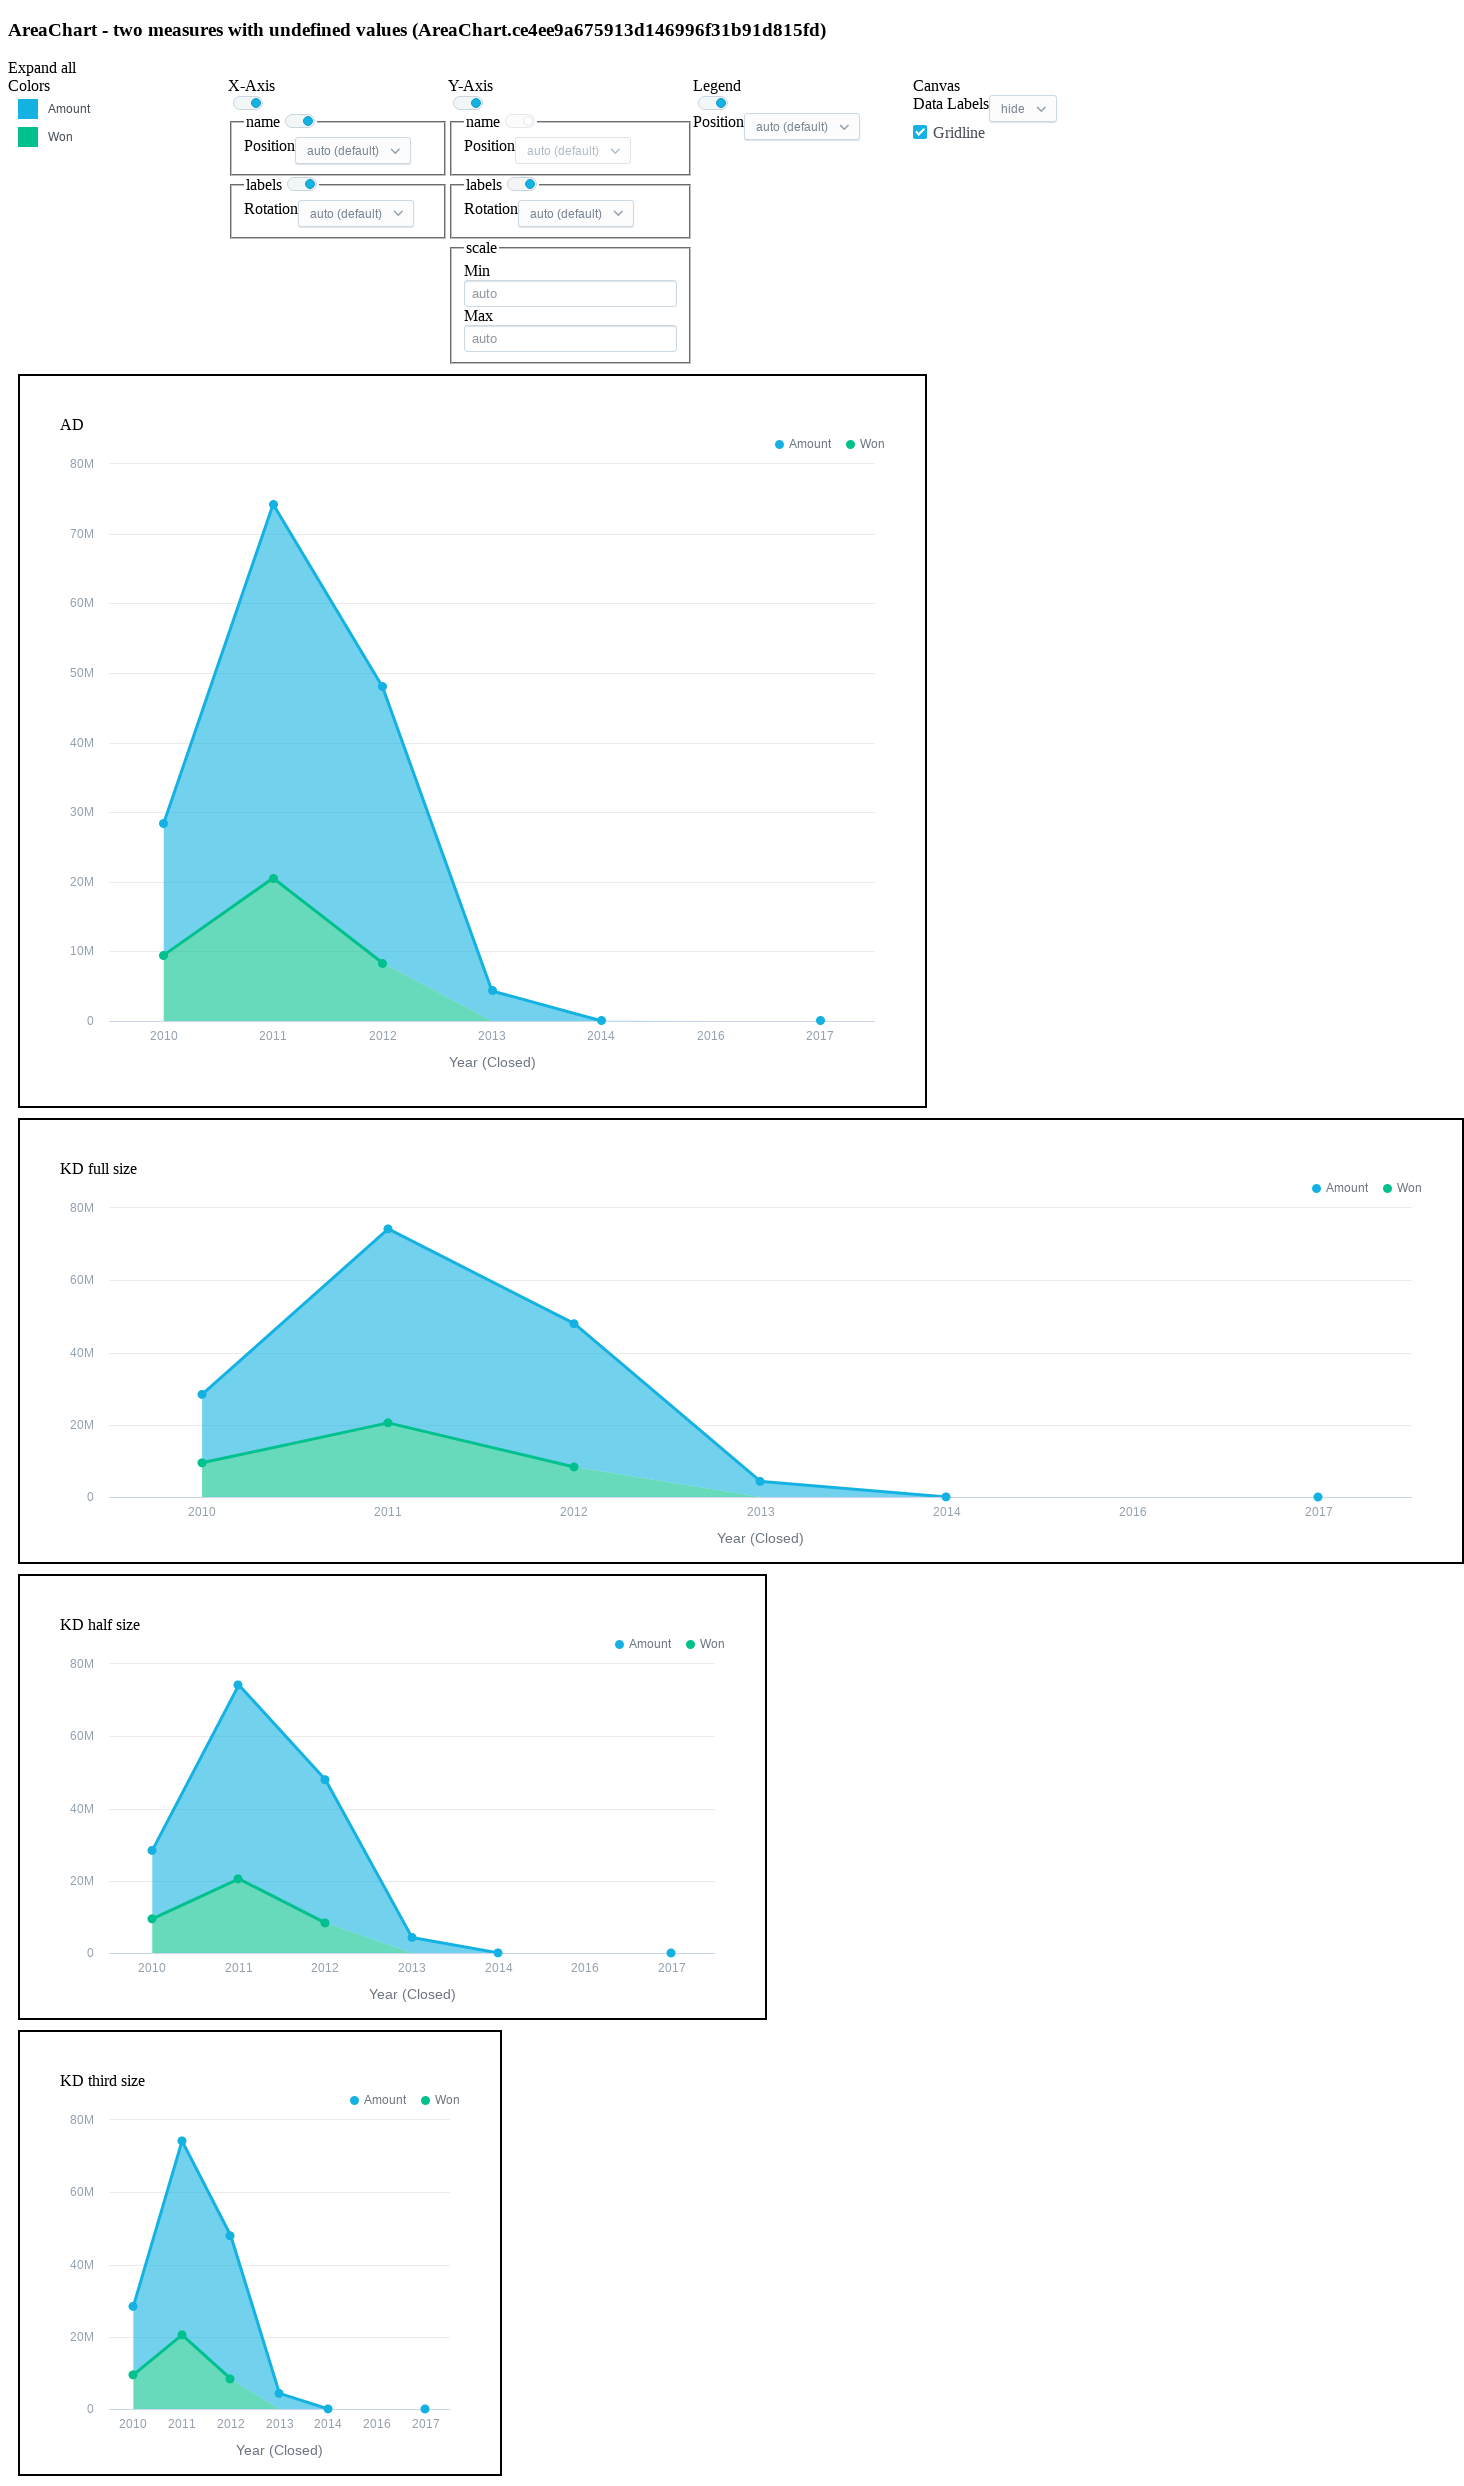 AreaChart - two measures with undefined values (AreaChart.ce4ee9a675913d146996f31b91d815fd)
Expand all
Colors
Amount
Won
X-Axis
name
Position auto (default)
labels
Rotation auto (default)
Y-Axis
name
Position auto (default)
labels
Rotation auto (default)
scale
Min
auto
Max
auto
Legend
Position auto (default)
Canvas
Data Labels hide
Gridline
AD
Amount Won
80M
70M
60M
50M
40M
30M
20M
10M
0
2010 2011 2012 2013 2014 2016 2017
Year (Closed)
KD full size
Amount Won
80M
60M
40M
20M
0
2010 2011 2012 2013 2014 2016 2017
Year (Closed)
KD half size
Amount Won
80M
60M
40M
20M
0
2010 2011 2012 2013 2014 2016 2017
Year (Closed)
KD third size
Amount Won
80M
60M
40M
20M
0
2010 2011 2012 2013 2014 2016 2017
Year (Closed)